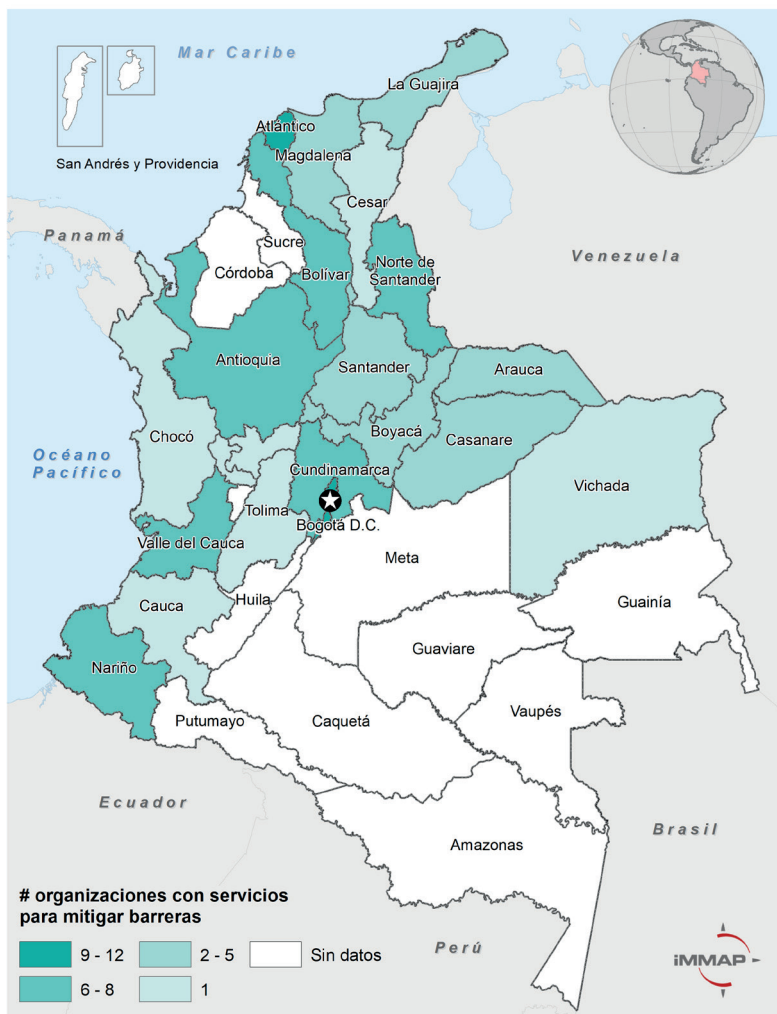 Mar Caribe
La Guajira
Atlántico
Magdalena
San Andrés y Providencia
Cesar
Panamá
Sucre
Venezuela
Córdoba
Bolívar
Norte de
Santander
Antioquia
Santander
Arauca
Chocó
Boyacá
Casanare
Océano
Pacífico
Cundinamarca
Vichada
Tolima
Bogotá D.C.
Valle del Cauca
Meta
Cauca
Huila
Guainía
Guaviare
Nariño
Vaupés
Putumayo
Caquetá
Ecuador
Brasil
Amazonas
# organizaciones con servicios
para mitigar barreras
9 - 12
2 - 5
Sin datos
6 - 8
1
Perú
iMMAP